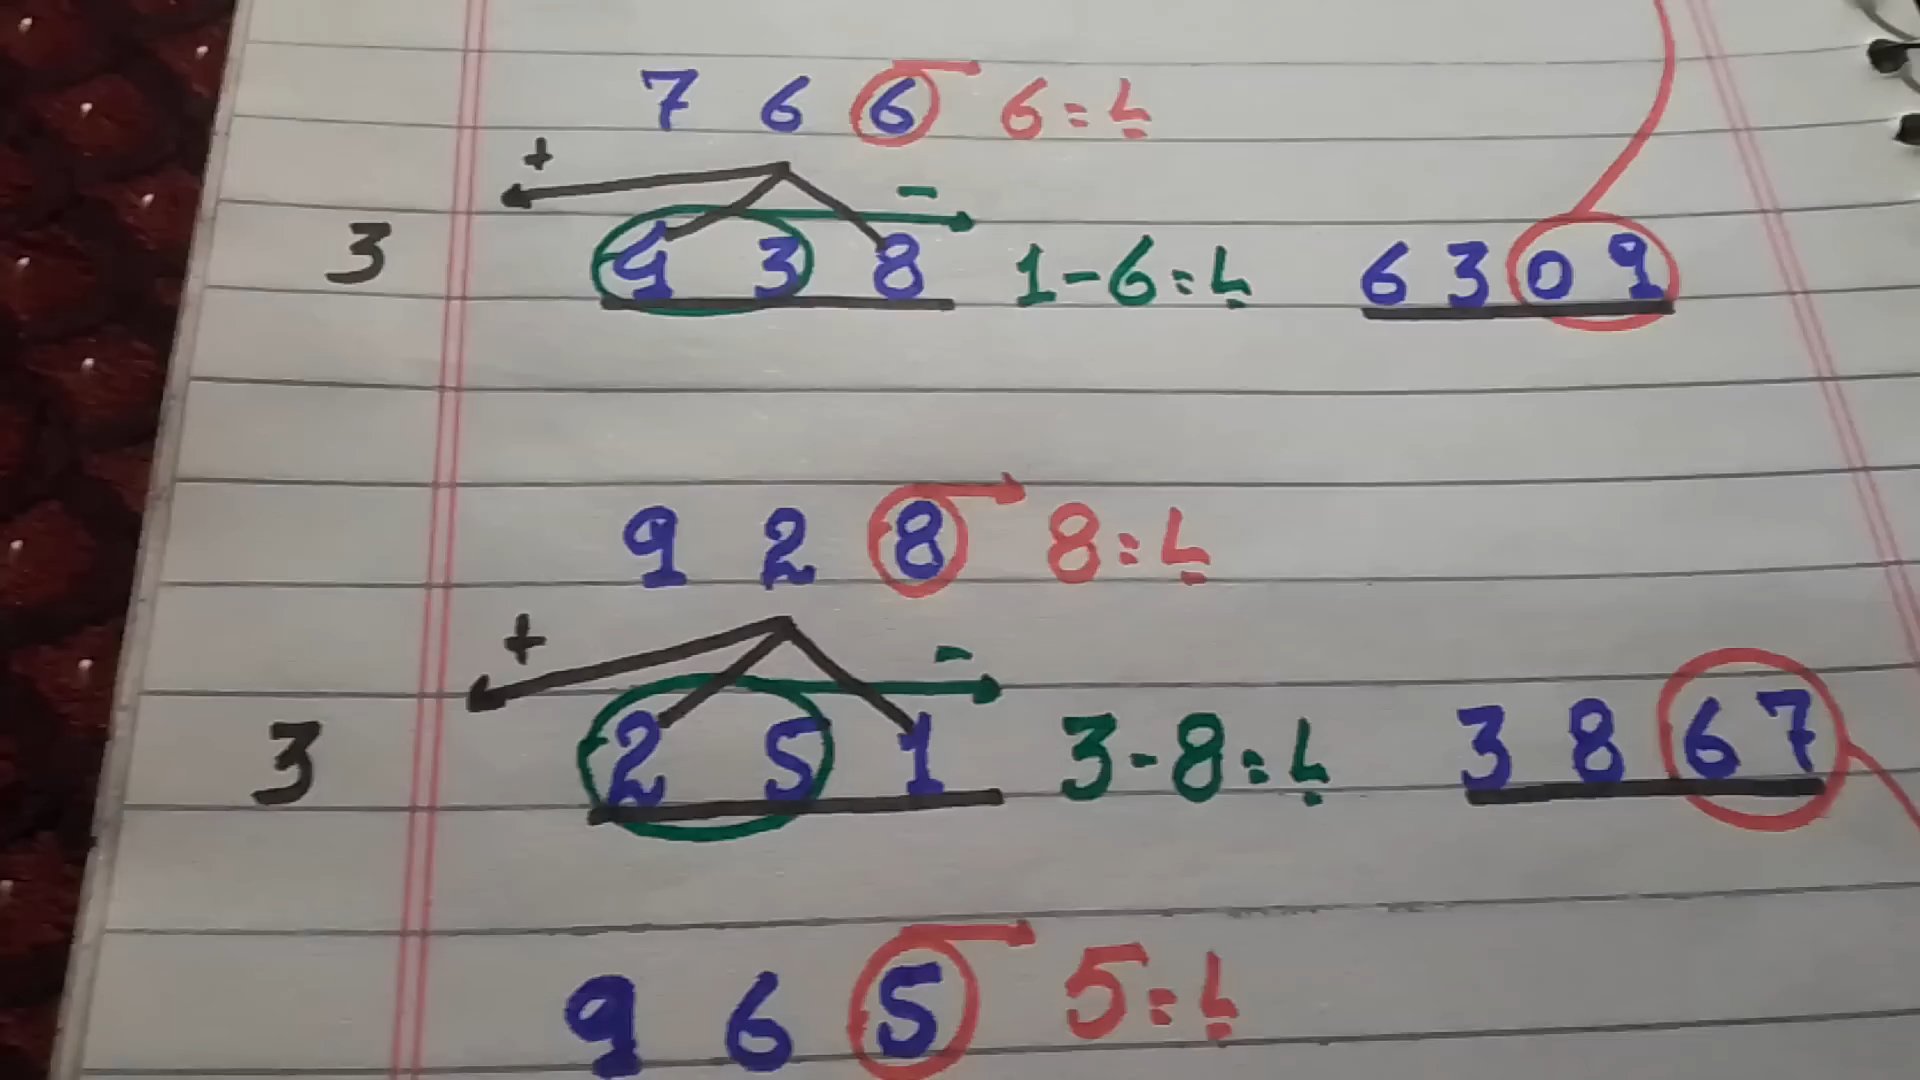 7 6 6 6 = 4
+ -
3 9 3 8 1 - 6 = 4 6 3 0 9
9 2 8 8 = 4
+ -
3 2 5 1 3 - 8 = 4 3 8 6 7
9 6 5 5 = 4